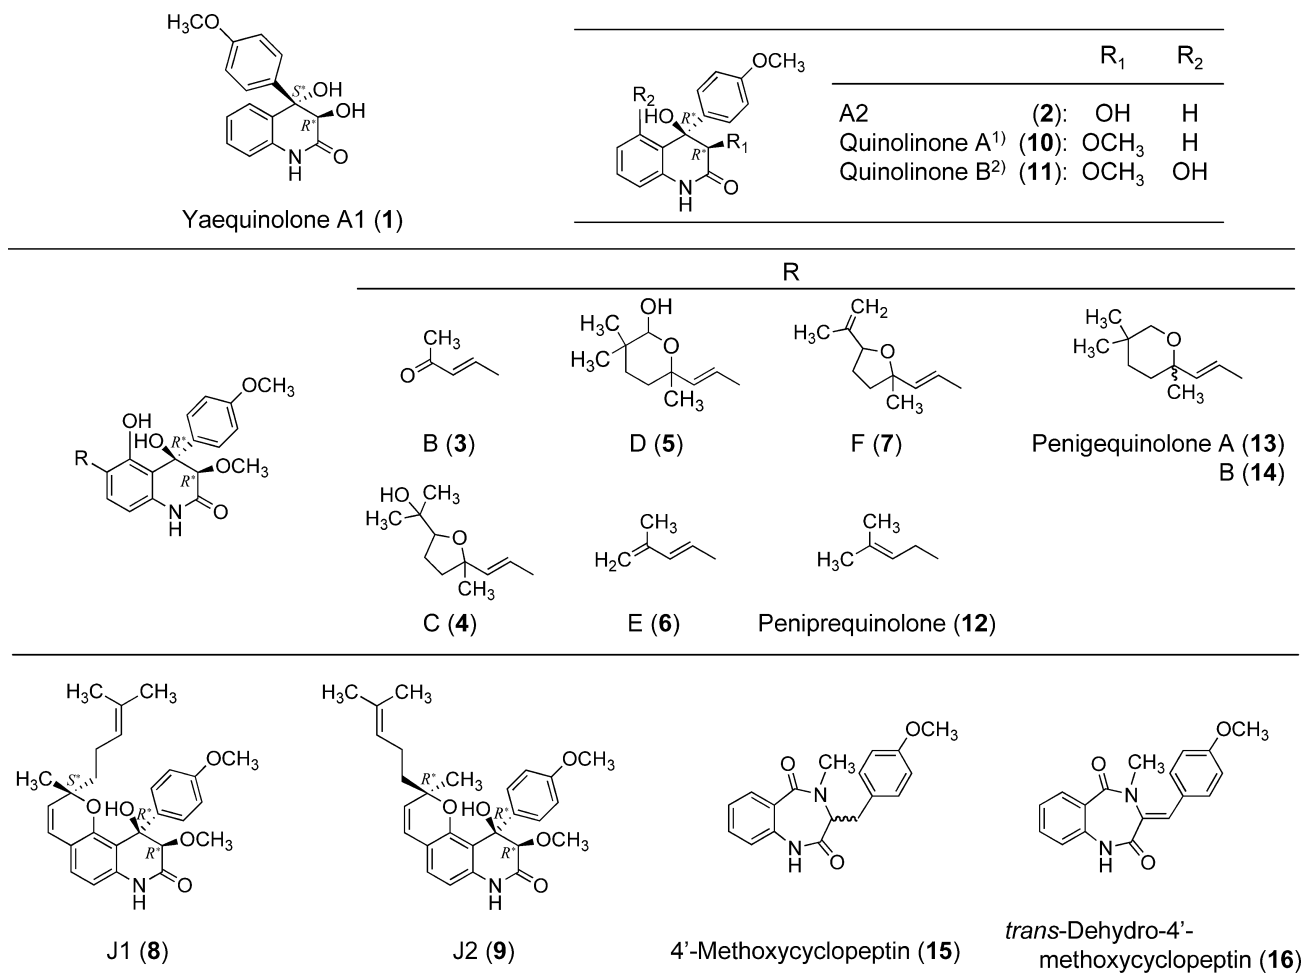 H₃CO
S* OH
OH
R*
N
H
O
Yaequinolone A1 (1)
OCH₃
R₂
HO R*
R* R₁
N
H
O
R₁ R₂
A2 (2): OH H
Quinolinone A¹⁾ (10): OCH₃ H
Quinolinone B²⁾ (11): OCH₃ OH
R
OCH₃
OH
HO R*
R
R* OCH₃
N
H
O
CH₃
O
B (3)
OH
H₃C
H₃C
O
CH₃
D (5)
CH₂
H₃C
O
CH₃
F (7)
H₃C
H₃C
O
CH₃
Penigequinolone A (13)
B (14)
HO CH₃
H₃C
O
CH₃
C (4)
CH₃
H₂C
E (6)
CH₃
H₃C
Peniprequinolone (12)
H₃C CH₃
OCH₃
H₃C S*
O HO R*
R* OCH₃
N
H
O
J1 (8)
H₃C CH₃
OCH₃
R* CH₃
O HO R*
R* OCH₃
N
H
O
J2 (9)
OCH₃
O CH₃
N
NH
O
4’-Methoxycyclopeptin (15)
OCH₃
O CH₃
N
NH
O
trans-Dehydro-4’-
methoxycyclopeptin (16)